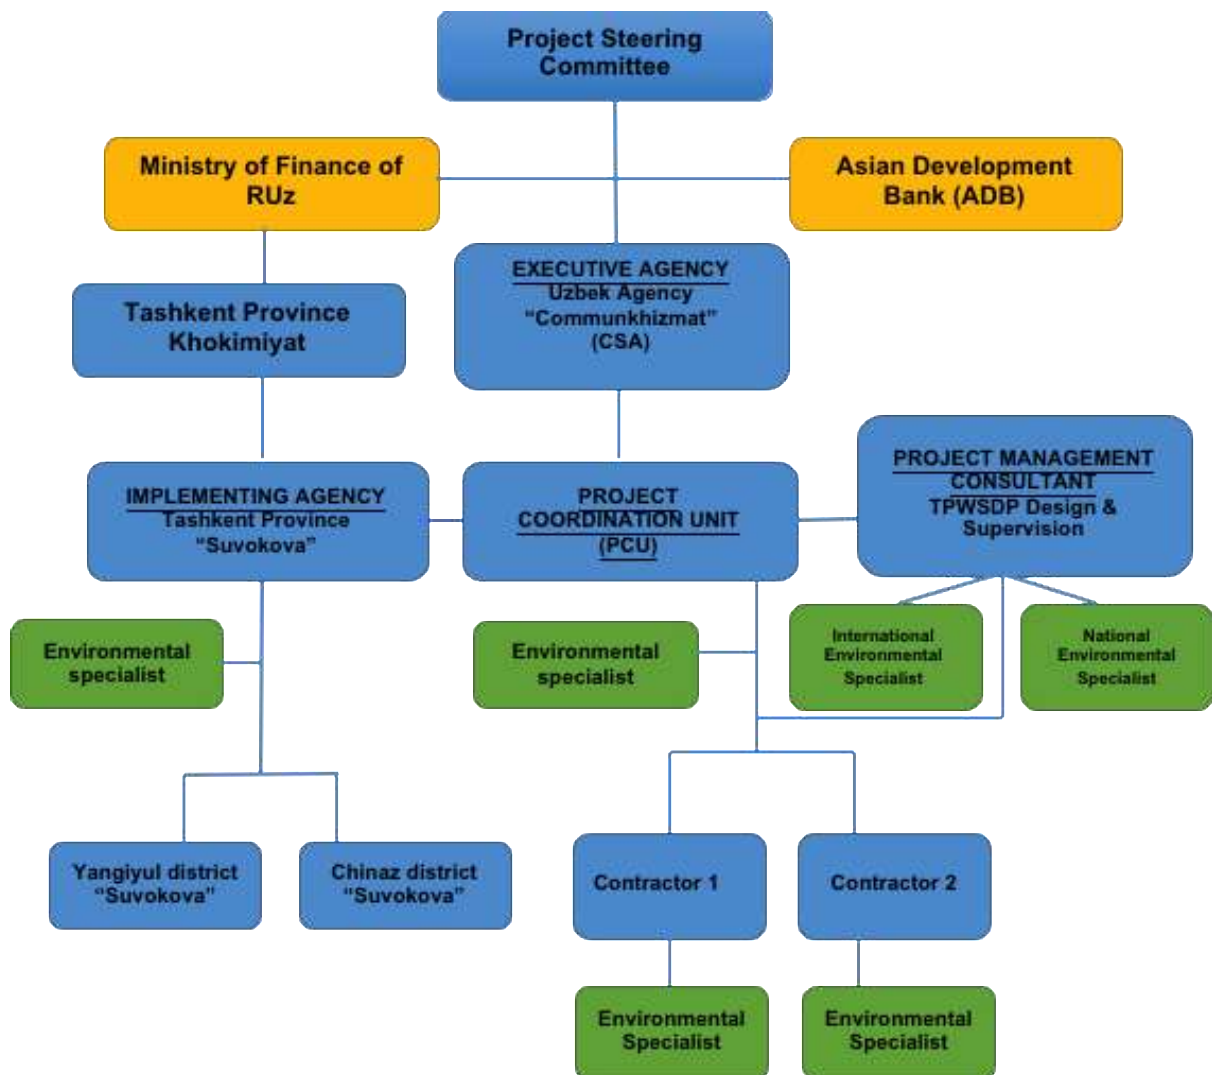 Project Steering
Committee
Ministry of Finance of
RUz
Asian Development
Bank (ADB)
EXECUTIVE AGENCY
Uzbek Agency
“Communkhizmat”
(CSA)
Tashkent Province
Khokimiyat
IMPLEMENTING AGENCY
Tashkent Province
“Suvokova”
PROJECT
COORDINATION UNIT
(PCU)
PROJECT MANAGEMENT
CONSULTANT
TPWSDP Design &
Supervision
Environmental
specialist
Environmental
specialist
International
Environmental
Specialist
National
Environmental
Specialist
Yangiyul district
“Suvokova”
Chinaz district
“Suvokova”
Contractor 1
Contractor 2
Environmental
Specialist
Environmental
Specialist